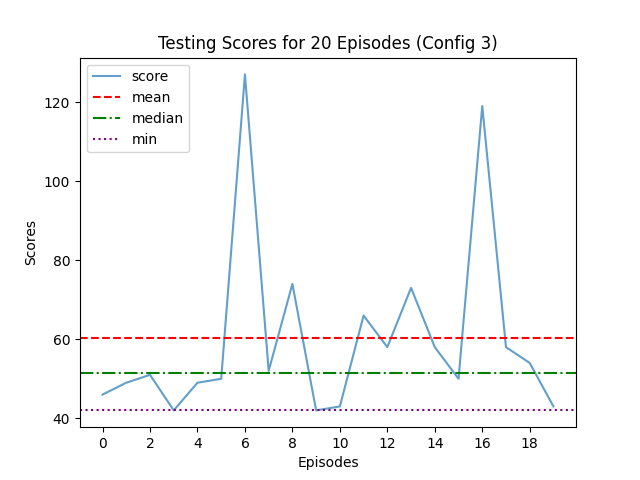 Testing Scores for 20 Episodes (Config 3)
score
mean
median
min
120
100
80
60
40
Scores
0 2 4 6 8 10 12 14 16 18
Episodes